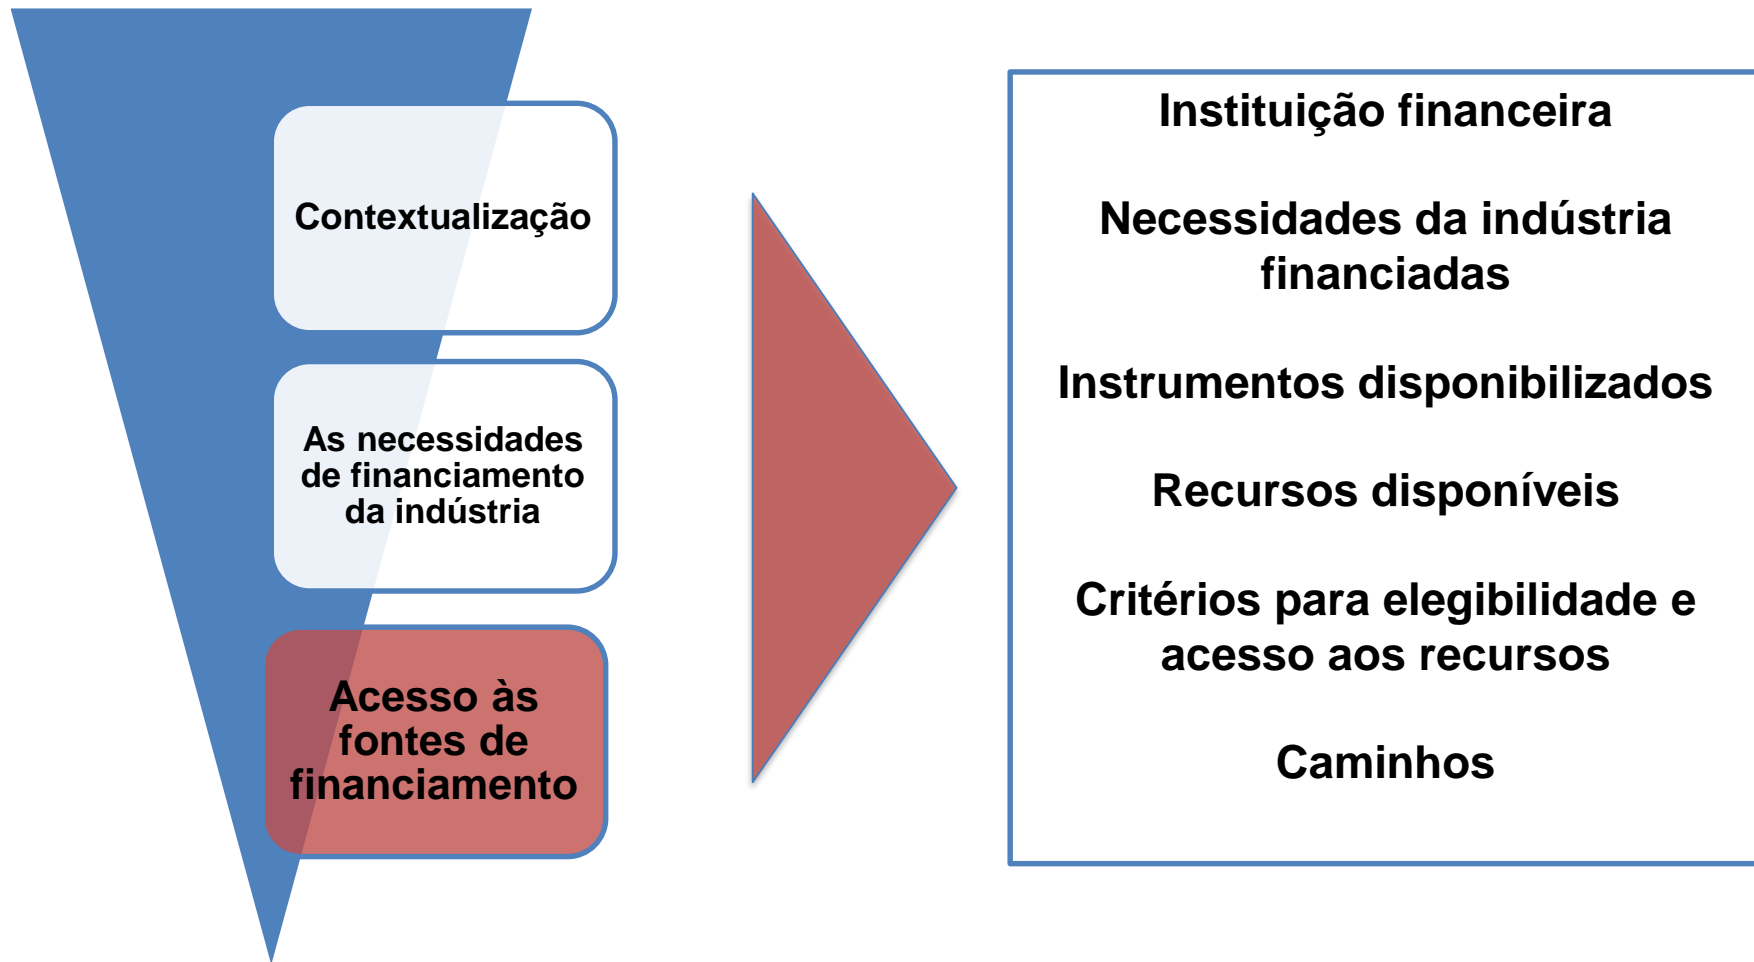 Contextualização
As necessidades
de financiamento
da indústria
Acesso às
fontes de
financiamento
Instituição financeira
Necessidades da indústria
financiadas
Instrumentos disponibilizados
Recursos disponíveis
Critérios para elegibilidade e
acesso aos recursos
Caminhos